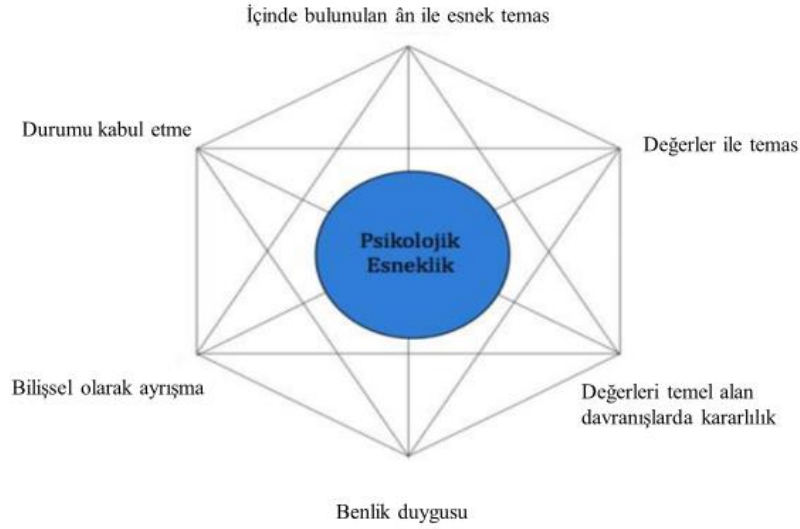 İçinde bulunulan ân ile esnek temas
Durumu kabul etme
Değerler ile temas
Psikolojik
Esneklik
Bilişsel olarak ayrışma
Değerleri temel alan
davranışlarda kararlılık
Benlik duygusu